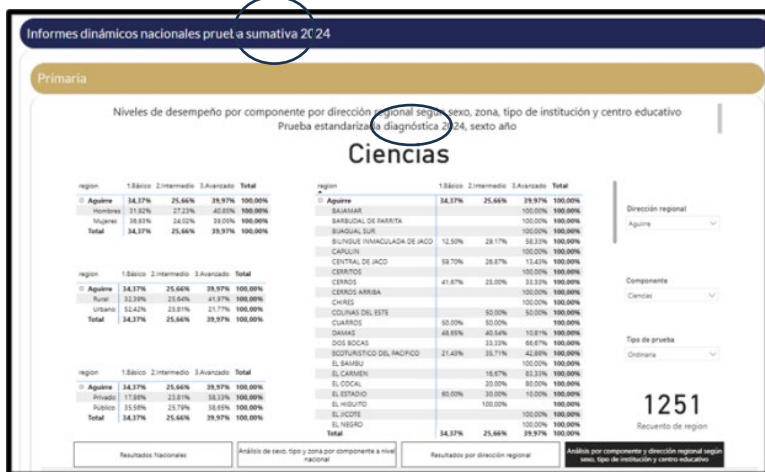 Informes dinámicos nacionales prueba sumativa 2024
Primaria
Niveles de desempeño por componente por dirección regional según sexo, zona, tipo de institución y centro educativo
Prueba estandarizada diagnóstica 2024, sexto año
Ciencias
region 1.Básico 2.Intermedio 3.Avanzado Total
Aguirre 34,37% 25,66% 39,97% 100,00%
Hombres 31,92% 27,23% 40,85% 100,00%
Mujeres 36,93% 24,02% 39,05% 100,00%
Total 34,37% 25,66% 39,97% 100,00%
region 1.Básico 2.Intermedio 3.Avanzado Total
Aguirre 34,37% 25,66% 39,97% 100,00%
Rural 32,39% 25,64% 41,97% 100,00%
Urbano 52,42% 25,81% 21,77% 100,00%
Total 34,37% 25,66% 39,97% 100,00%
region 1.Básico 2.Intermedio 3.Avanzado Total
Aguirre 34,37% 25,66% 39,97% 100,00%
Privado 17,86% 23,81% 58,33% 100,00%
Público 35,56% 25,79% 38,65% 100,00%
Total 34,37% 25,66% 39,97% 100,00%
region 1.Básico 2.Intermedio 3.Avanzado Total
Aguirre 34,37% 25,66% 39,97% 100,00%
BAJAMAR 100,00% 100,00%
BARBUDAL DE PARRITA 100,00% 100,00%
BIJAGUAL SUR 100,00% 100,00%
BILINGUE INMACULADA DE JACO 12,50% 29,17% 58,33% 100,00%
CAPULIN 100,00% 100,00%
CENTRAL DE JACO 59,70% 26,87% 13,43% 100,00%
CERRITOS 100,00% 100,00%
CERROS 41,67% 25,00% 33,33% 100,00%
CERROS ARRIBA 100,00% 100,00%
CHIRES 100,00% 100,00%
COLINAS DEL ESTE 50,00% 50,00% 100,00%
CUARROS 50,00% 50,00% 100,00%
DAMAS 48,65% 40,54% 10,81% 100,00%
DOS BOCAS 33,33% 66,67% 100,00%
ECOTURISTICO DEL PACIFICO 21,43% 35,71% 42,86% 100,00%
EL BAMBU 100,00% 100,00%
EL CARMEN 16,67% 83,33% 100,00%
EL COCAL 20,00% 80,00% 100,00%
EL ESTADIO 60,00% 30,00% 10,00% 100,00%
EL HIGUITO 100,00% 100,00%
EL JICOTE 100,00% 100,00%
EL NEGRO 100,00% 100,00%
Total 34,37% 25,66% 39,97% 100,00%
Dirección regional
Aguirre
Componente
Ciencias
Tipo de prueba
Ordinaria
1251
Recuento de region
Resultados Nacionales
Análisis de sexo, tipo y zona por componente a nivel
nacional
Resultados por dirección regional
Análisis por componente y dirección regional según
sexo, tipo de institución y centro educativo